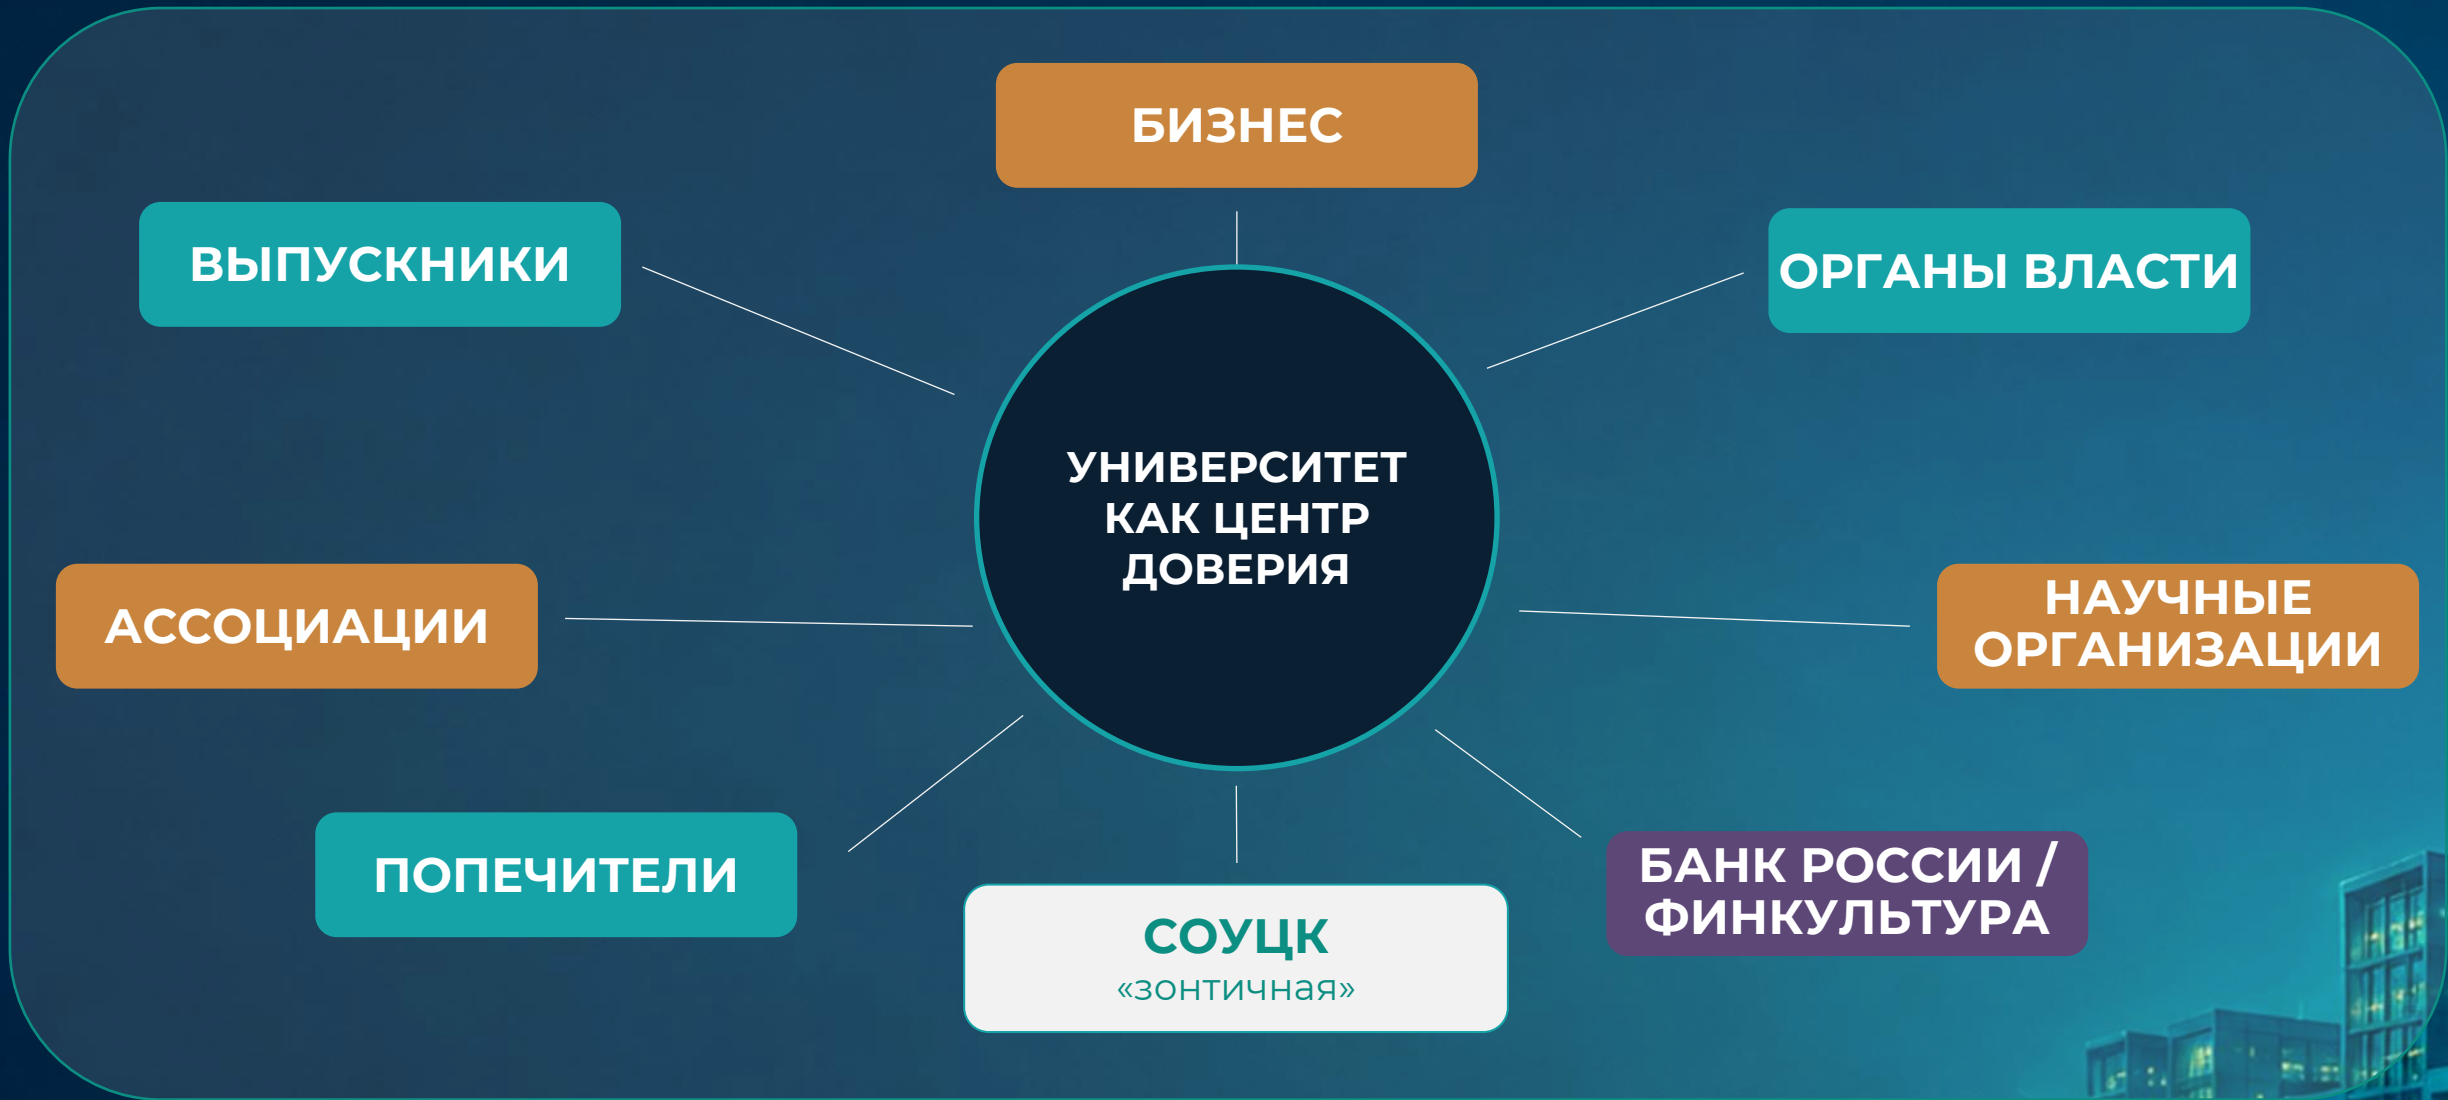 БИЗНЕС
ВЫПУСКНИКИ
ОРГАНЫ ВЛАСТИ
УНИВЕРСИТЕТ
КАК ЦЕНТР
ДОВЕРИЯ
АССОЦИАЦИИ
НАУЧНЫЕ
ОРГАНИЗАЦИИ
ПОПЕЧИТЕЛИ
БАНК РОССИИ /
ФИНКУЛЬТУРА
СОУЦК
«зонтичная»